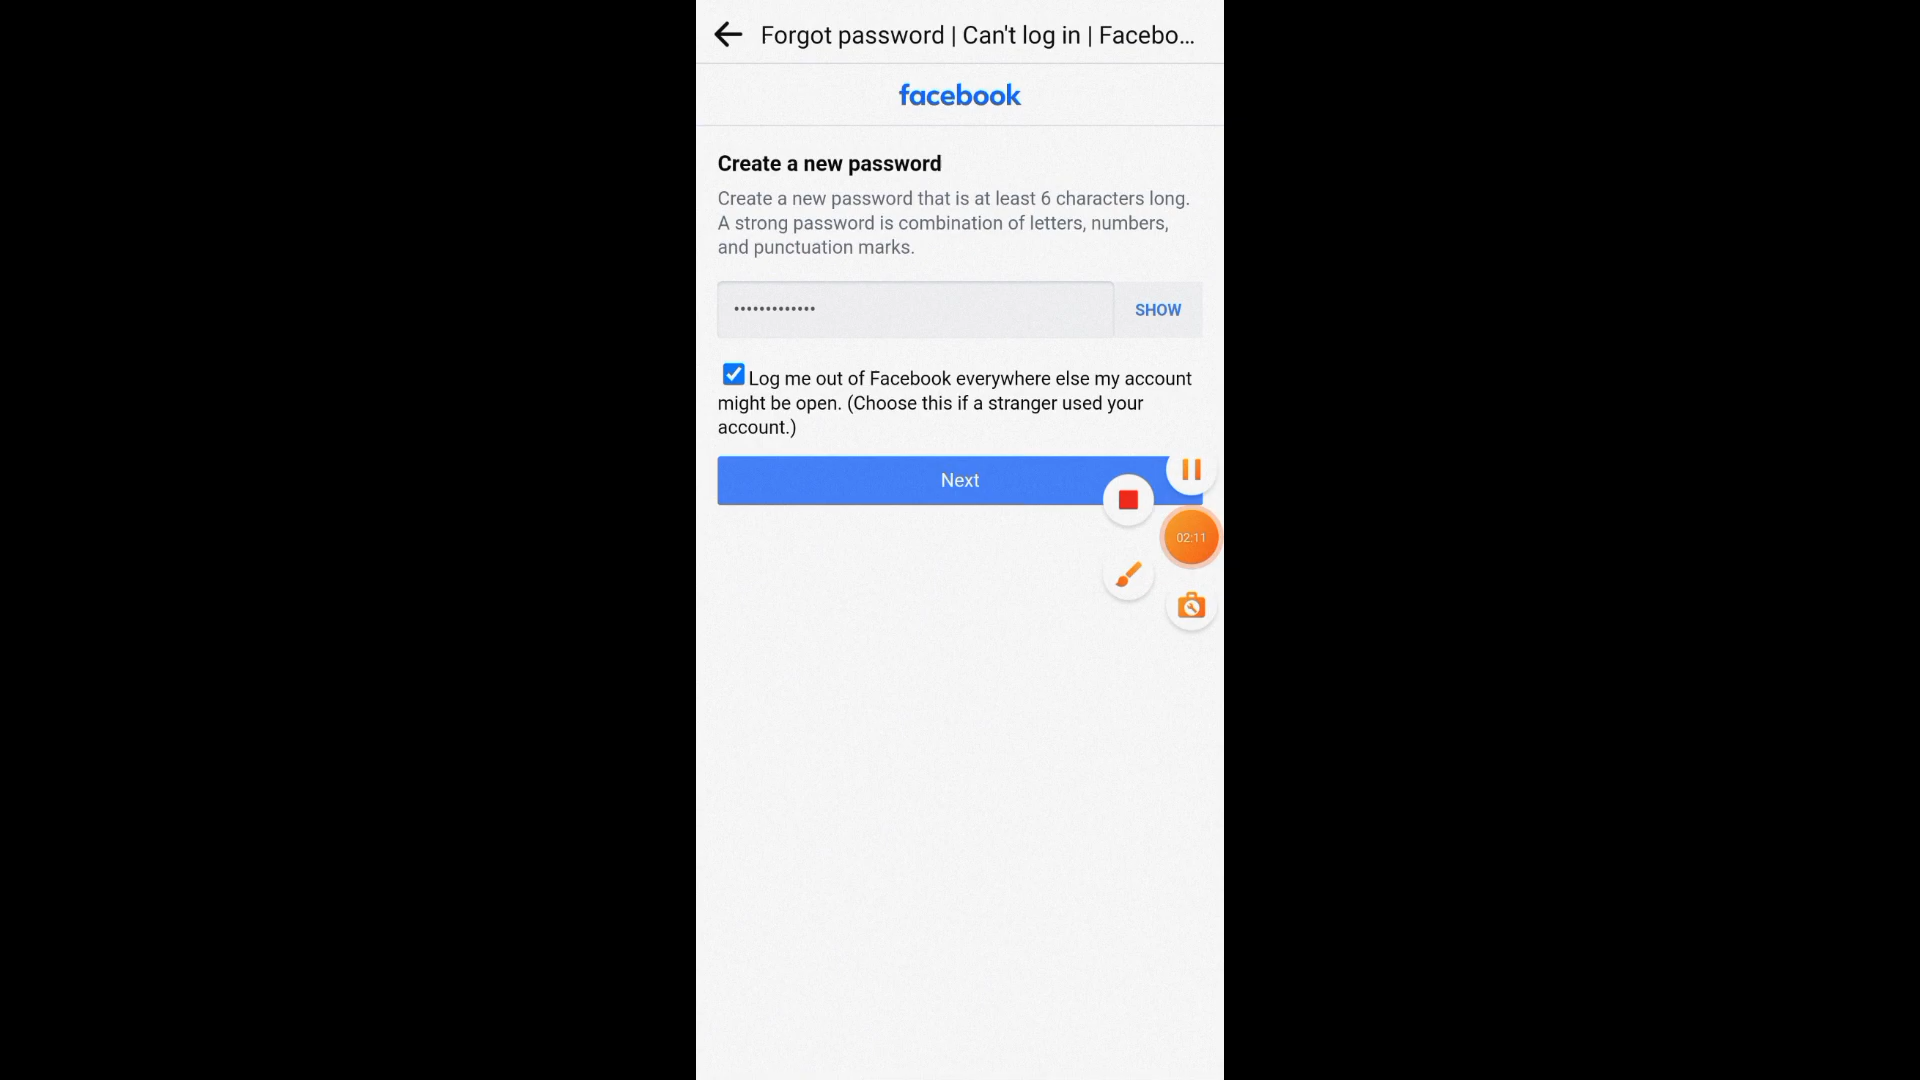 Forgot password | Can't log in | Facebo...
facebook
Create a new password
Create a new password that is at least 6 characters long.
A strong password is combination of letters, numbers,
and punctuation marks.
•••••••••••••
SHOW
Log me out of Facebook everywhere else my account
might be open. (Choose this if a stranger used your
account.)
Next
02:11